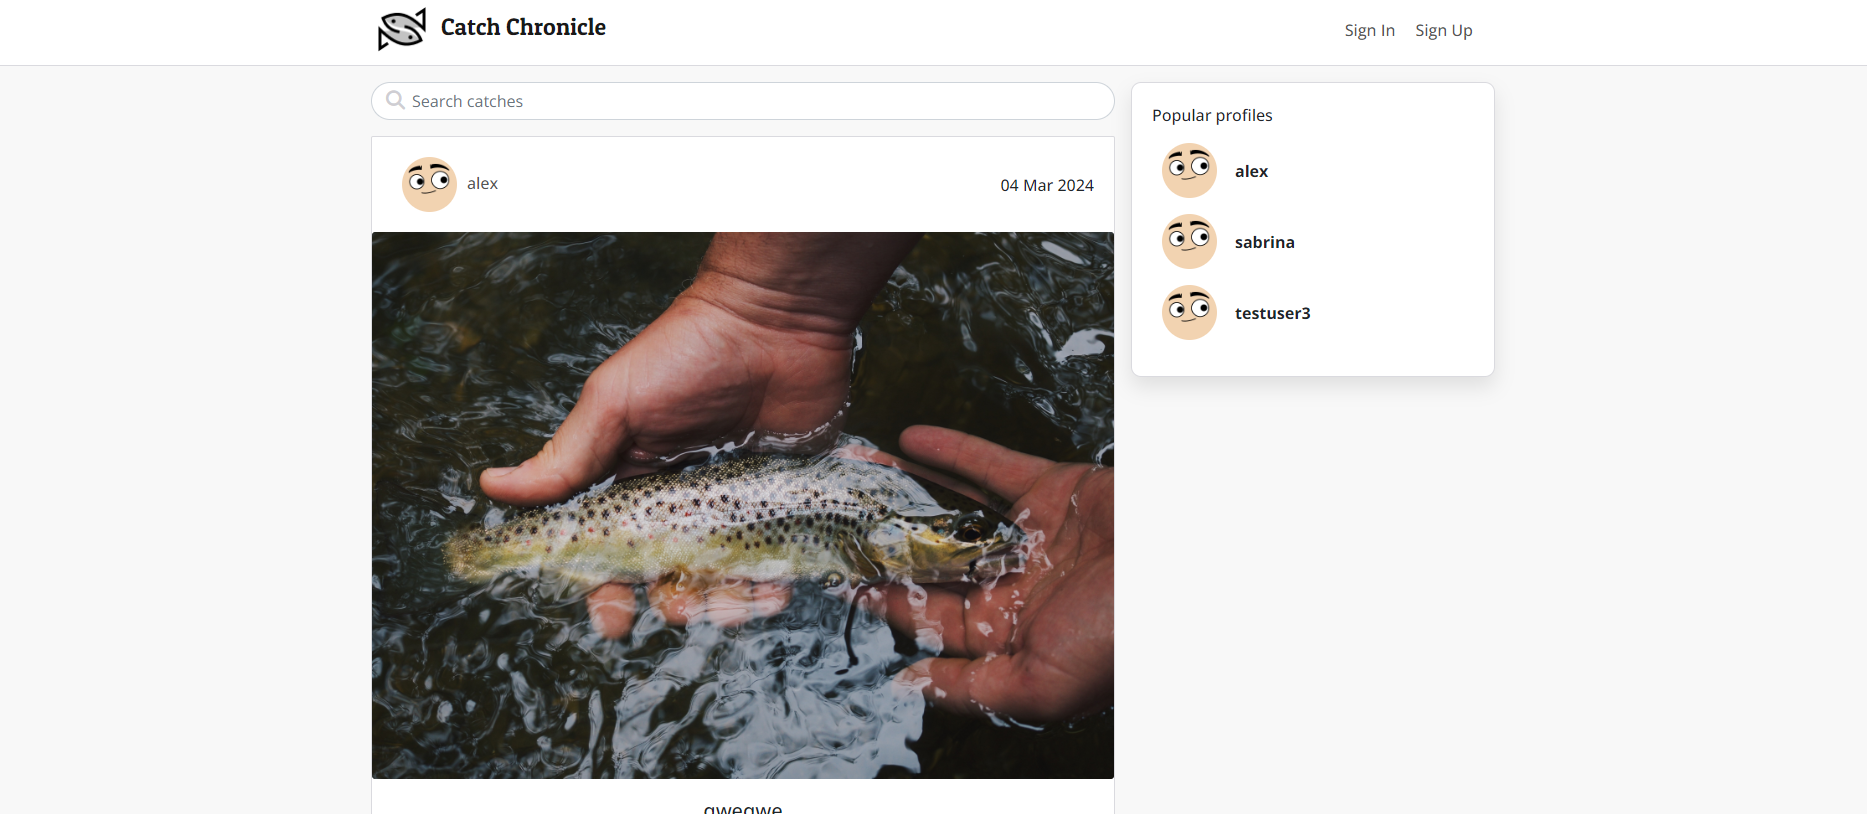 Catch Chronicle
Sign In Sign Up
Search catches
alex
04 Mar 2024
qweqwe
Popular profiles
alex
sabrina
testuser3